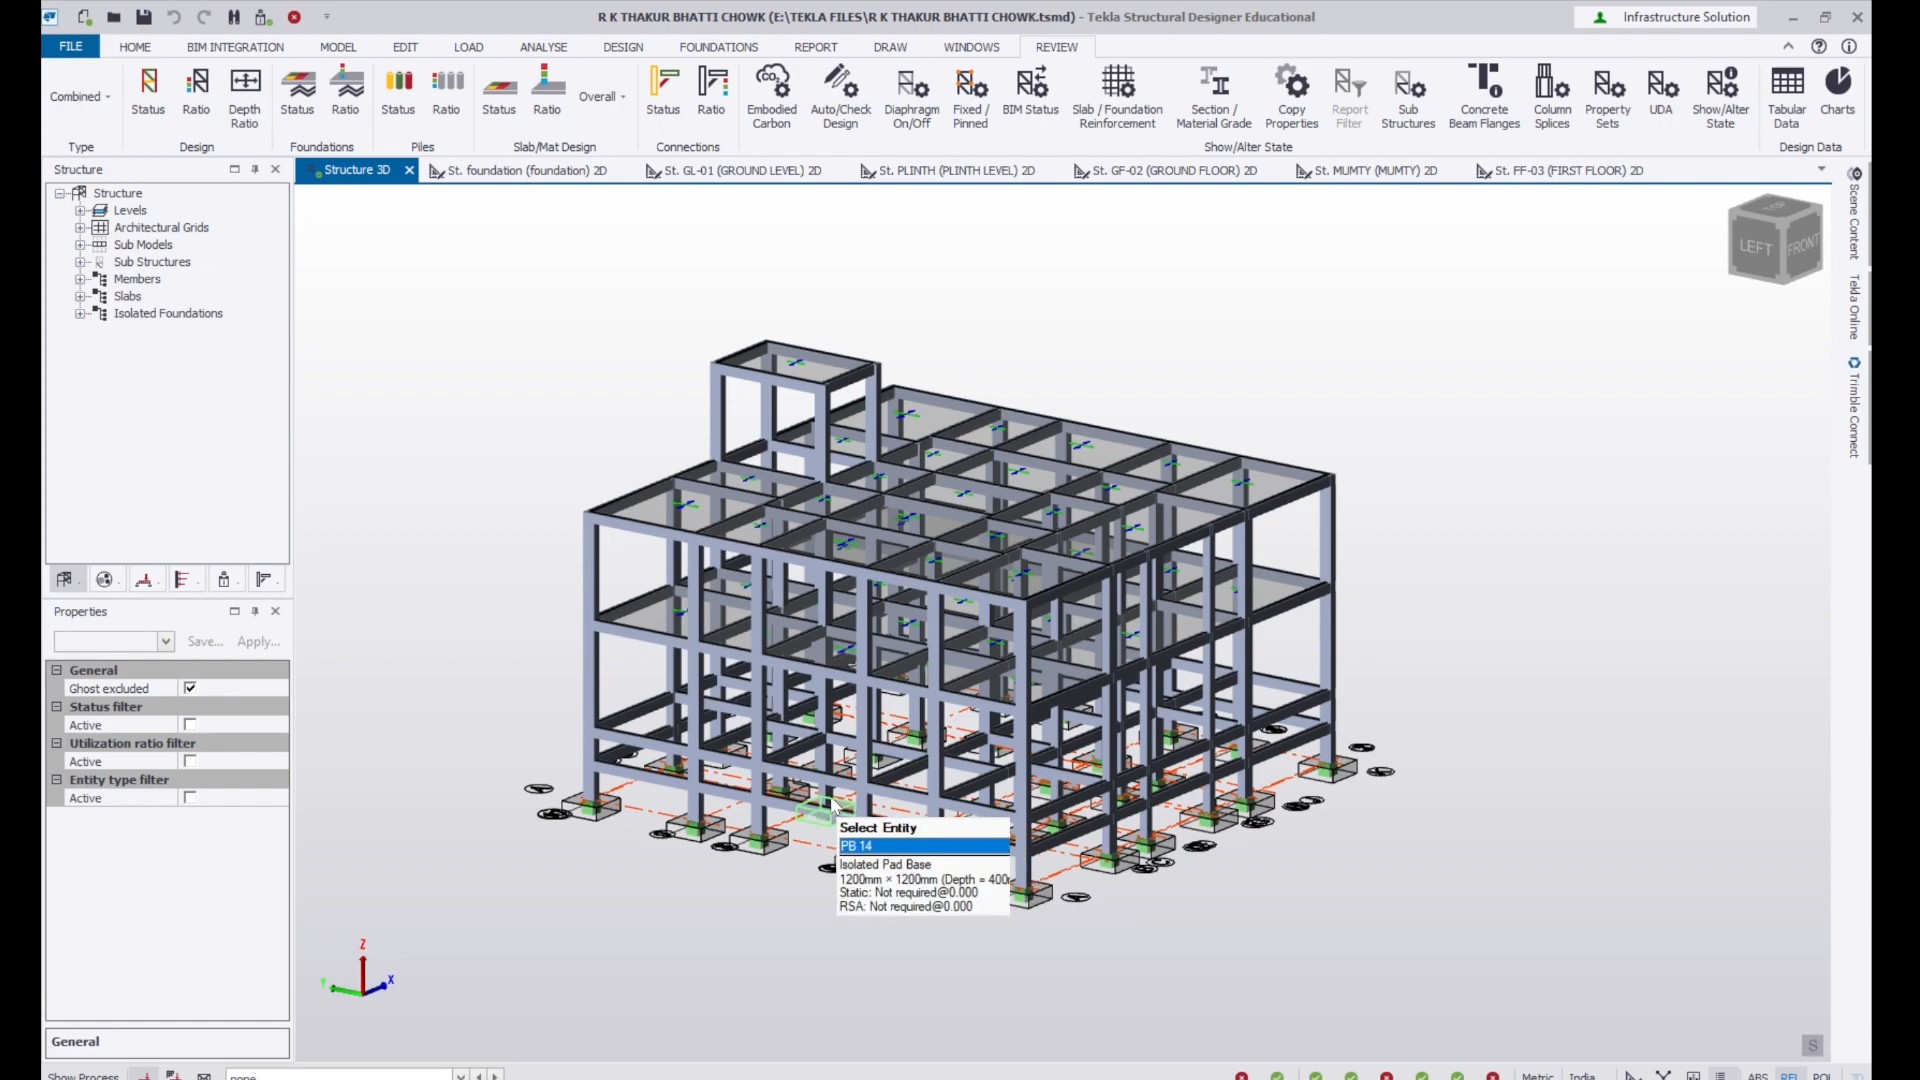 R K THAKUR BHATTI CHOWK (E:\TEKLA FILES\R K THAKUR BHATTI CHOWK.tsmd) - Tekla Structural Designer Educational
Infrastructure Solution
FILE HOME BIM INTEGRATION MODEL EDIT LOAD ANALYSE DESIGN FOUNDATIONS REPORT DRAW WINDOWS REVIEW
Combined
Status
Ratio
Depth Ratio
Status
Ratio
Status
Ratio
Status
Ratio
Overall
Status
Ratio
Embodied Carbon
Auto/Check Design
Diaphragm On/Off
Fixed / Pinned
BIM Status
Slab / Foundation Reinforcement
Section / Material Grade
Copy Properties
Report Filter
Sub Structures
Concrete Beam Flanges
Column Splices
Property Sets
UDA
Show/Alter State
Tabular Data
Charts
Type Design Foundations Piles Slab/Mat Design Connections Show/Alter State Design Data
Structure
Structure 3D
St. foundation (foundation) 2D
St. GL-01 (GROUND LEVEL) 2D
St. PLINTH (PLINTH LEVEL) 2D
St. GF-02 (GROUND FLOOR) 2D
St. MUMTY (MUMTY) 2D
St. FF-03 (FIRST FLOOR) 2D
Structure
Levels
Architectural Grids
Sub Models
Sub Structures
Members
Slabs
Isolated Foundations
TOP
LEFT
FRONT
Scene Content
Tekla Online
Trimble Connect
Properties
Save... Apply...
General
Ghost excluded
Status filter
Active
Utilization ratio filter
Active
Entity type filter
Active
Select Entity
PB 14
Isolated Pad Base
1200mm × 1200mm (Depth = 400
Static: Not required@0.000
RSA: Not required@0.000
Z
Y
X
S
General
Show Process
none
Metric India
ABS REL POL 3D